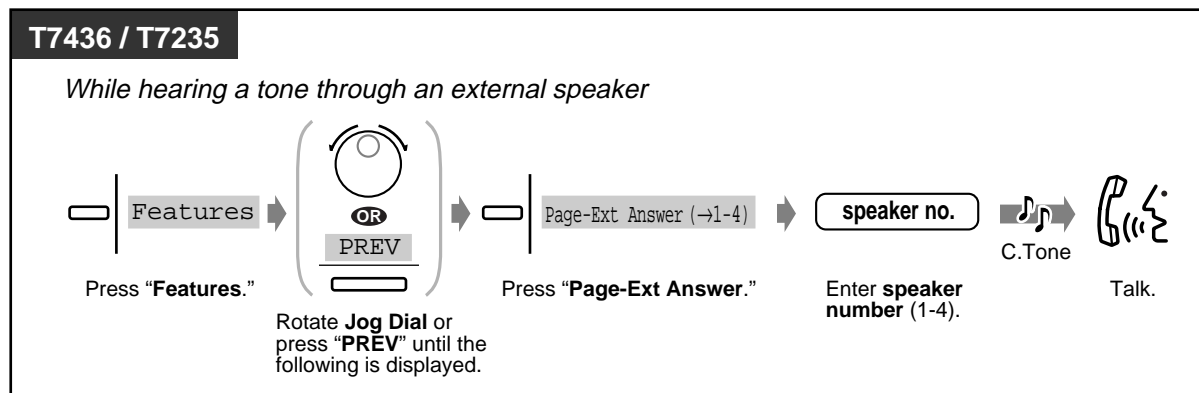 T7436 / T7235
While hearing a tone through an external speaker
Features
OR
PREV
Page-Ext Answer (→1-4)
speaker no.
C.Tone
Press “Features.”
Rotate Jog Dial or
press “PREV” until the
following is displayed.
Press “Page-Ext Answer.”
Enter speaker
number (1-4).
Talk.